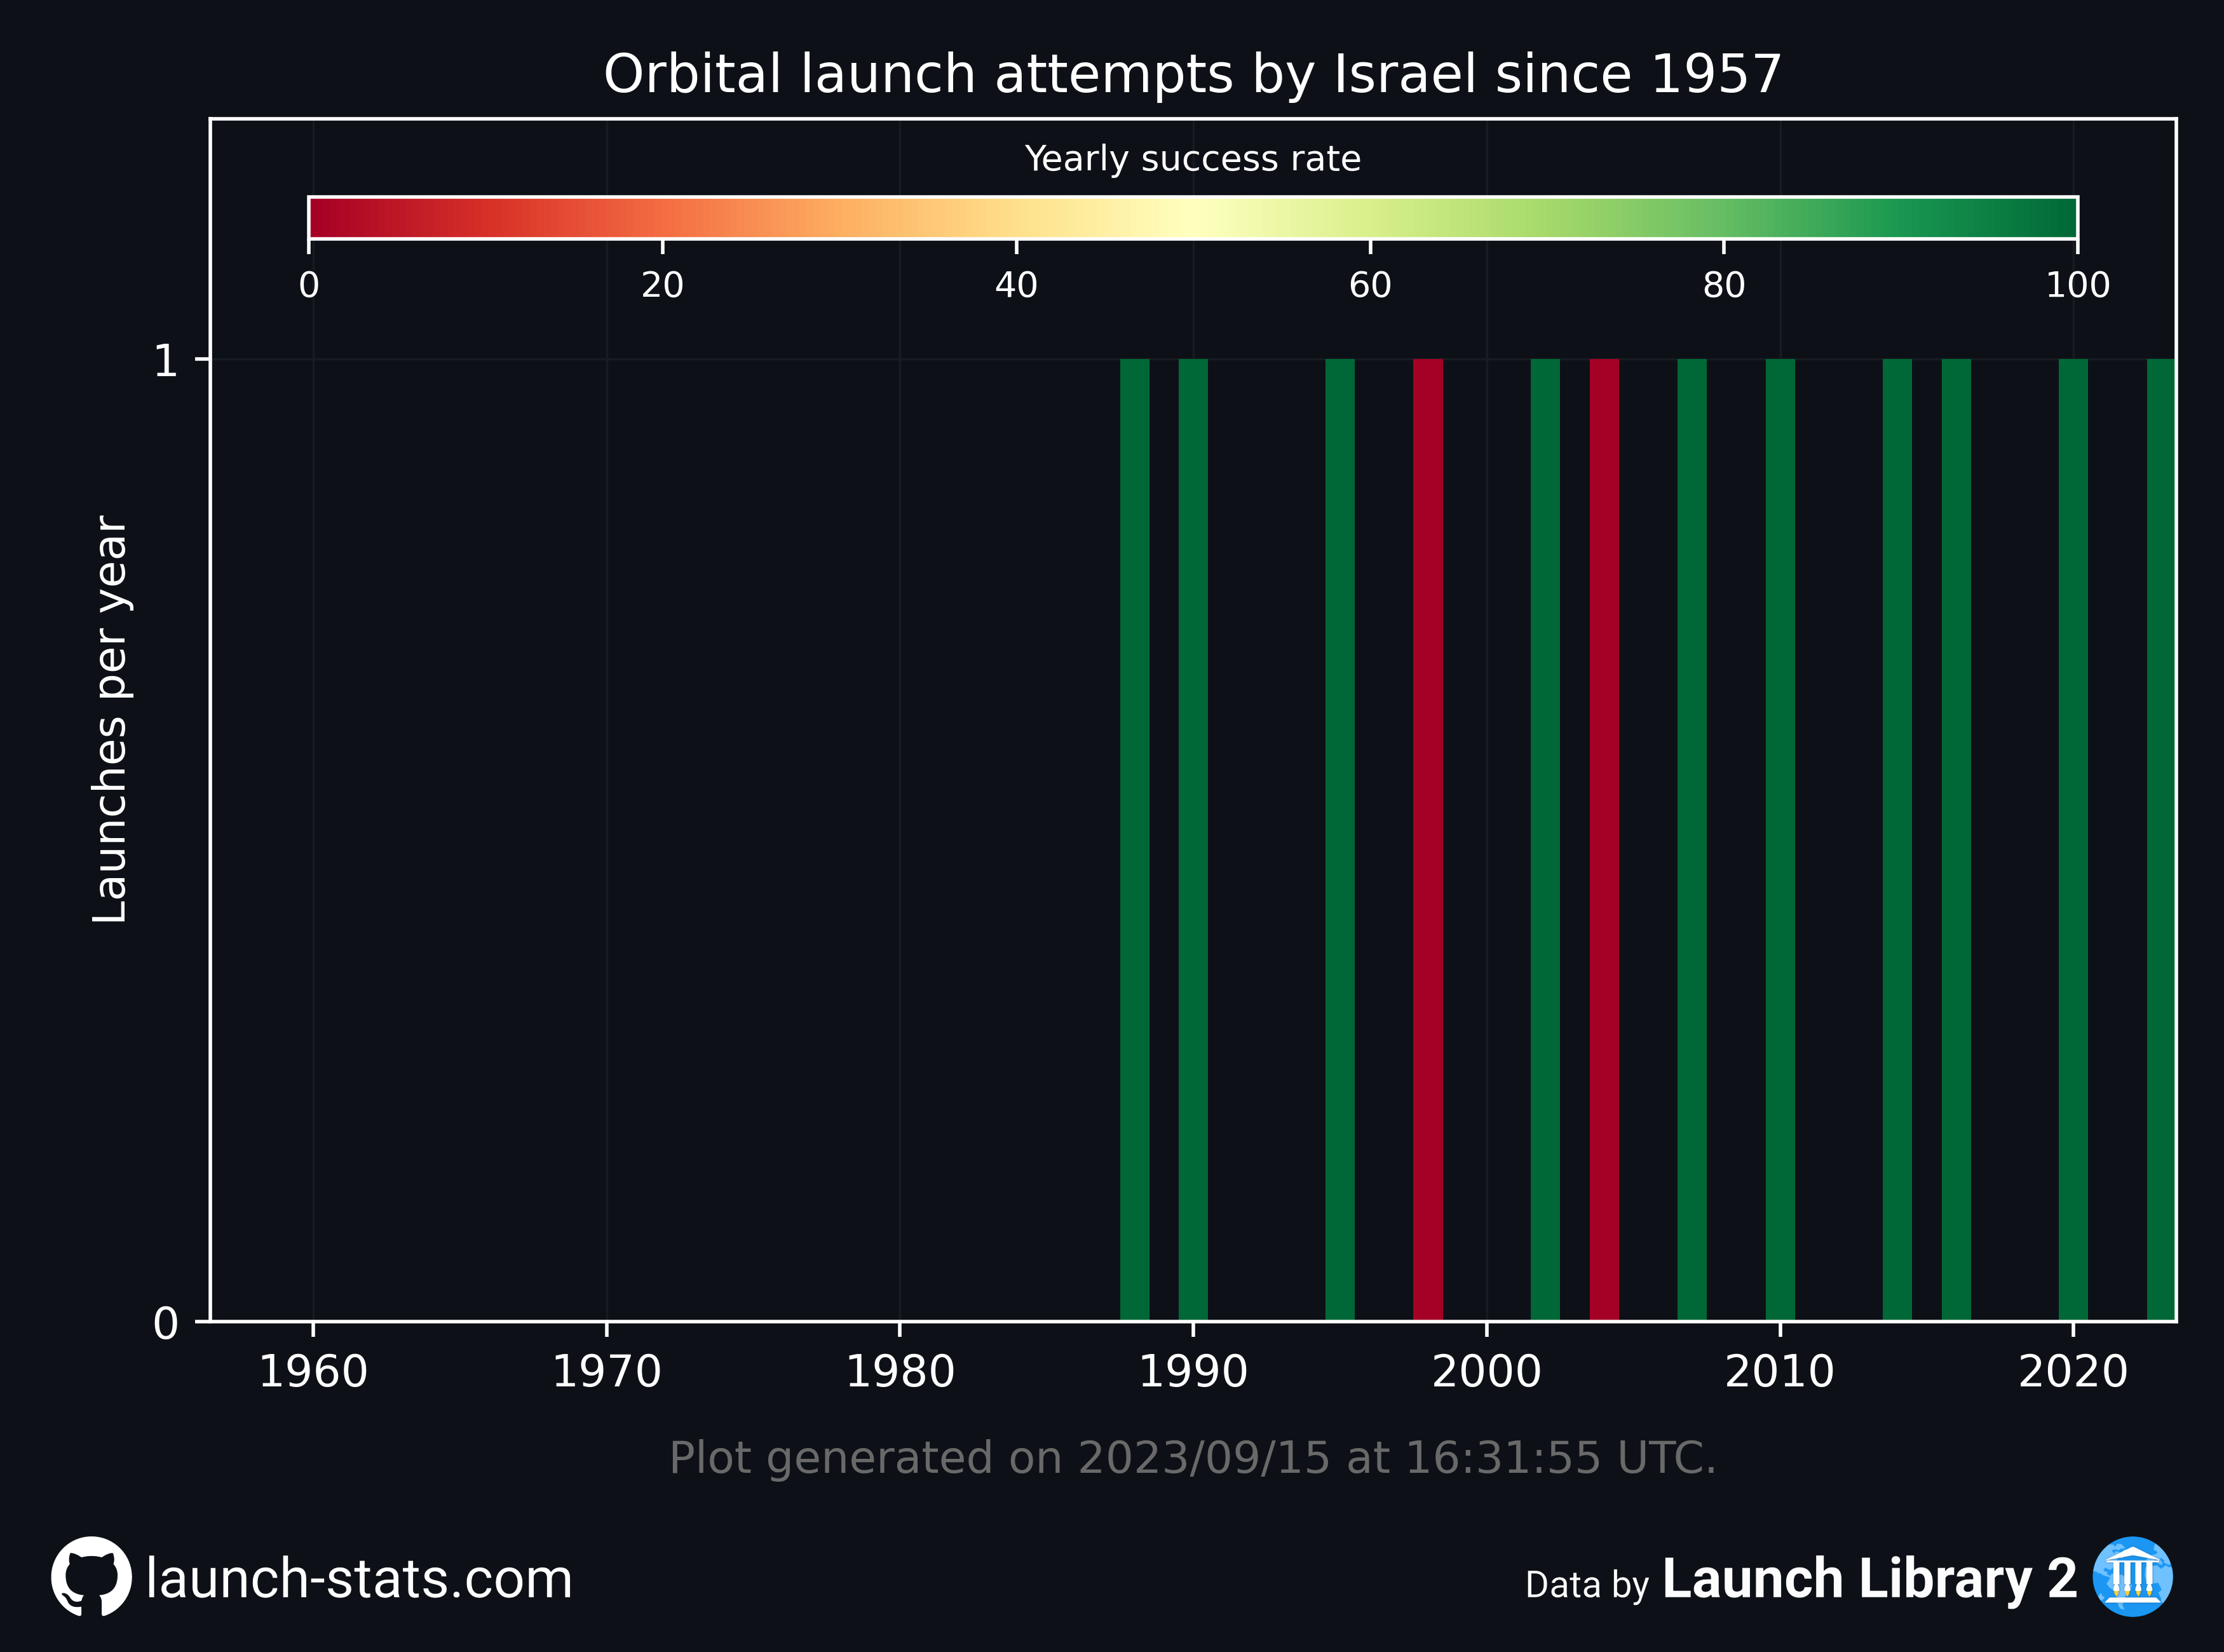 Orbital launch attempts by Israel since 1957
Yearly success rate
0 20 40 60 80 100
1
Launches per year
0
1960 1970 1980 1990 2000 2010 2020
Plot generated on 2023/09/15 at 16:31:55 UTC.
launch-stats.com
Data by Launch Library 2